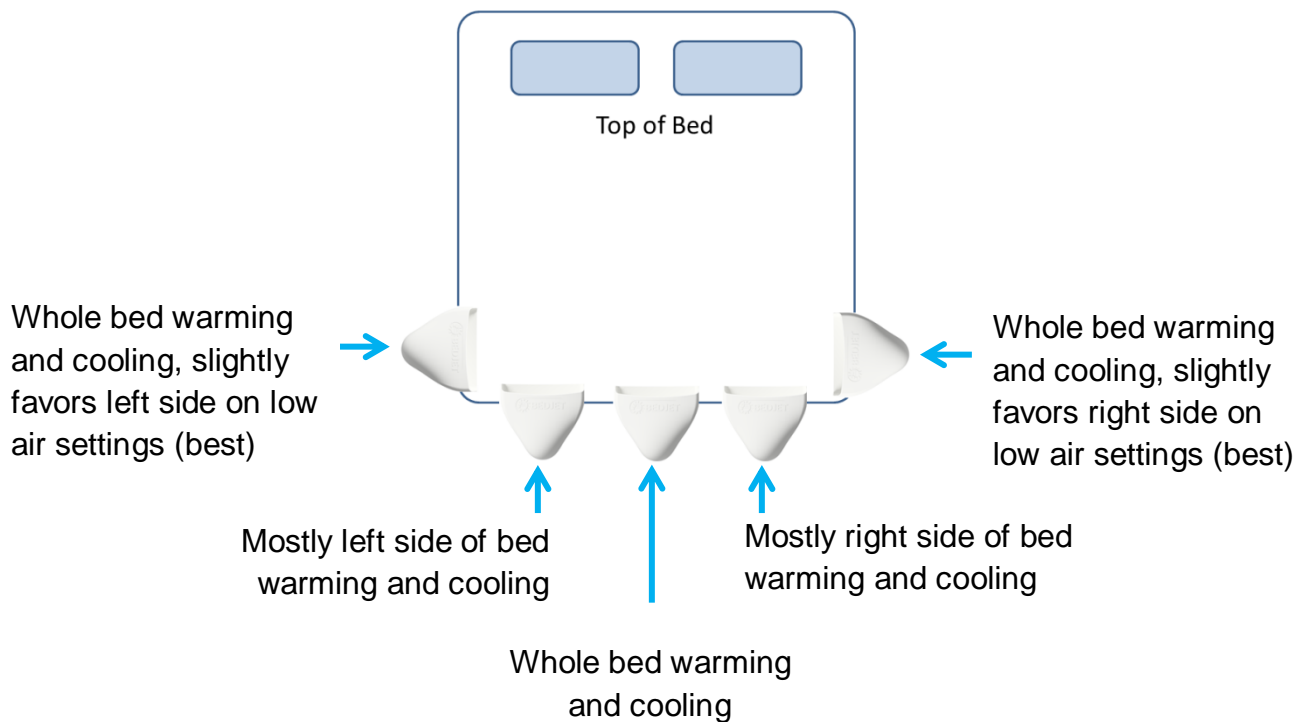 Top of Bed
Whole bed warming
and cooling, slightly
favors left side on low
air settings (best)
Whole bed warming
and cooling, slightly
favors right side on
low air settings (best)
Mostly left side of bed
warming and cooling
Mostly right side of bed
warming and cooling
Whole bed warming
and cooling